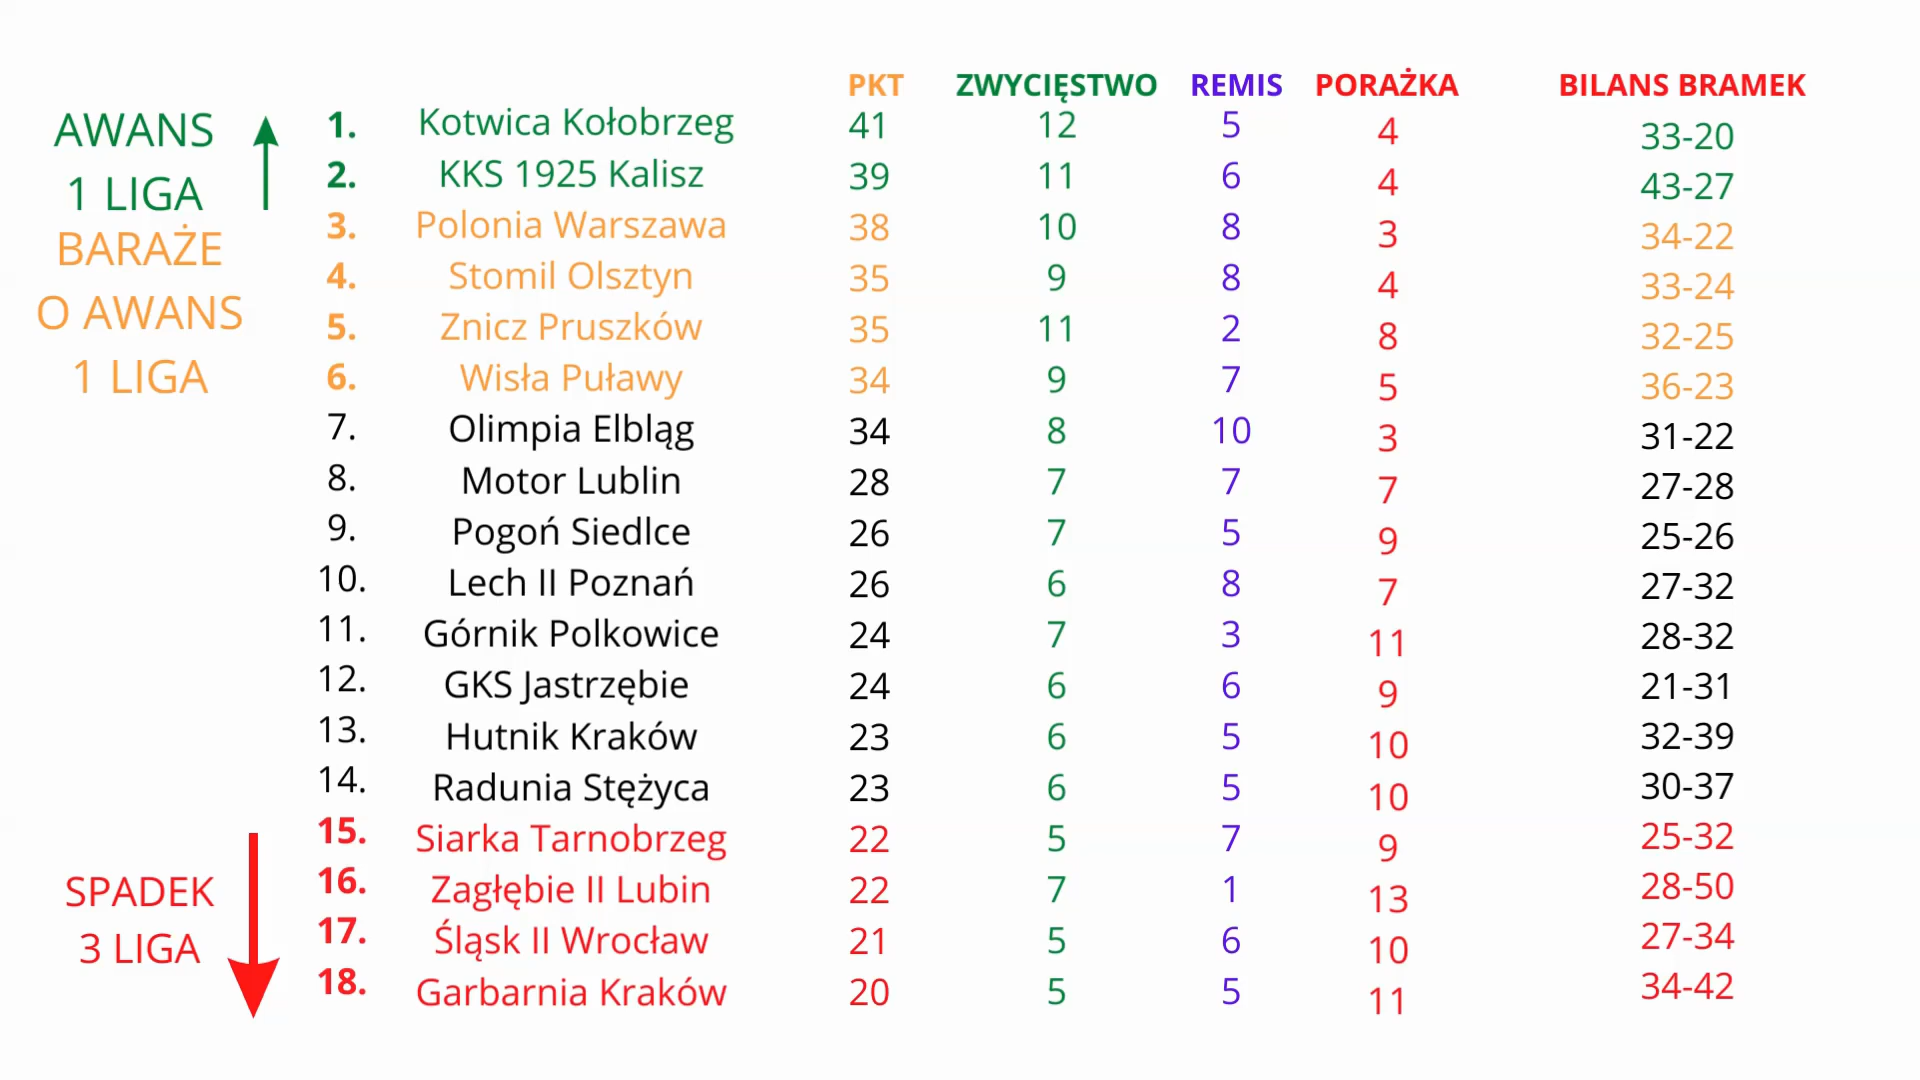 PKT ZWYCIĘSTWO REMIS PORAŻKA BILANS BRAMEK
AWANS
1 LIGA
BARAŻE
O AWANS
1 LIGA
1. Kotwica Kołobrzeg 41 12 5 4 33-20
2. KKS 1925 Kalisz 39 11 6 4 43-27
3. Polonia Warszawa 38 10 8 3 34-22
4. Stomil Olsztyn 35 9 8 4 33-24
5. Znicz Pruszków 35 11 2 8 32-25
6. Wisła Puławy 34 9 7 5 36-23
7. Olimpia Elbląg 34 8 10 3 31-22
8. Motor Lublin 28 7 7 7 27-28
9. Pogoń Siedlce 26 7 5 9 25-26
10. Lech II Poznań 26 6 8 7 27-32
11. Górnik Polkowice 24 7 3 11 28-32
12. GKS Jastrzębie 24 6 6 9 21-31
13. Hutnik Kraków 23 6 5 10 32-39
14. Radunia Stężyca 23 6 5 10 30-37
15. Siarka Tarnobrzeg 22 5 7 9 25-32
16. Zagłębie II Lubin 22 7 1 13 28-50
17. Śląsk II Wrocław 21 5 6 10 27-34
18. Garbarnia Kraków 20 5 5 11 34-42
SPADEK
3 LIGA